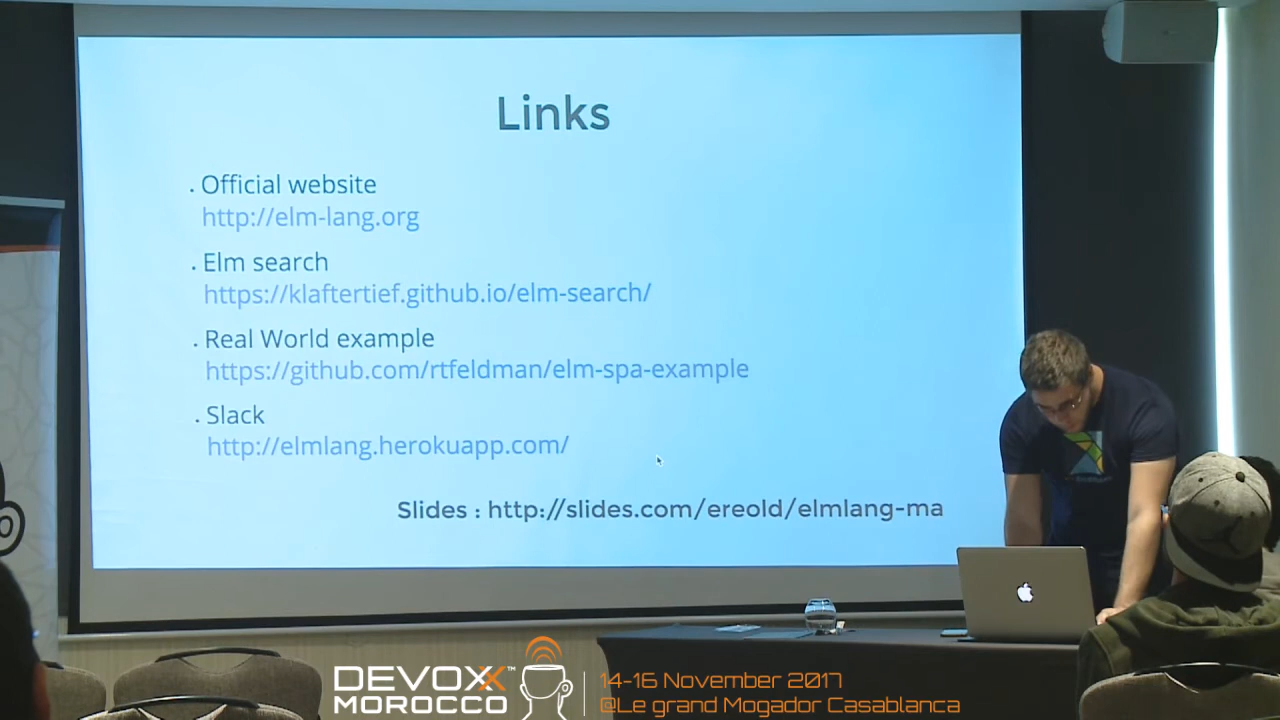 Links
. Official website
http://elm-lang.org
. Elm search
https://klaftertief.github.io/elm-search/
. Real World example
https://github.com/rtfeldman/elm-spa-example
. Slack
http://elmlang.herokuapp.com/
Slides : http://slides.com/ereold/elmlang-ma
DEVOXX™
MOROCCO
14-16 November 2017
@Le grand Mogador Casablanca